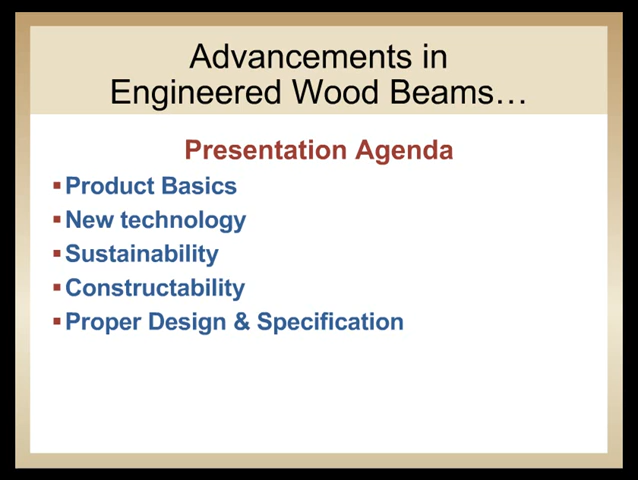 Advancements in
Engineered Wood Beams…
Presentation Agenda
▪Product Basics
▪New technology
▪Sustainability
▪Constructability
▪Proper Design & Specification